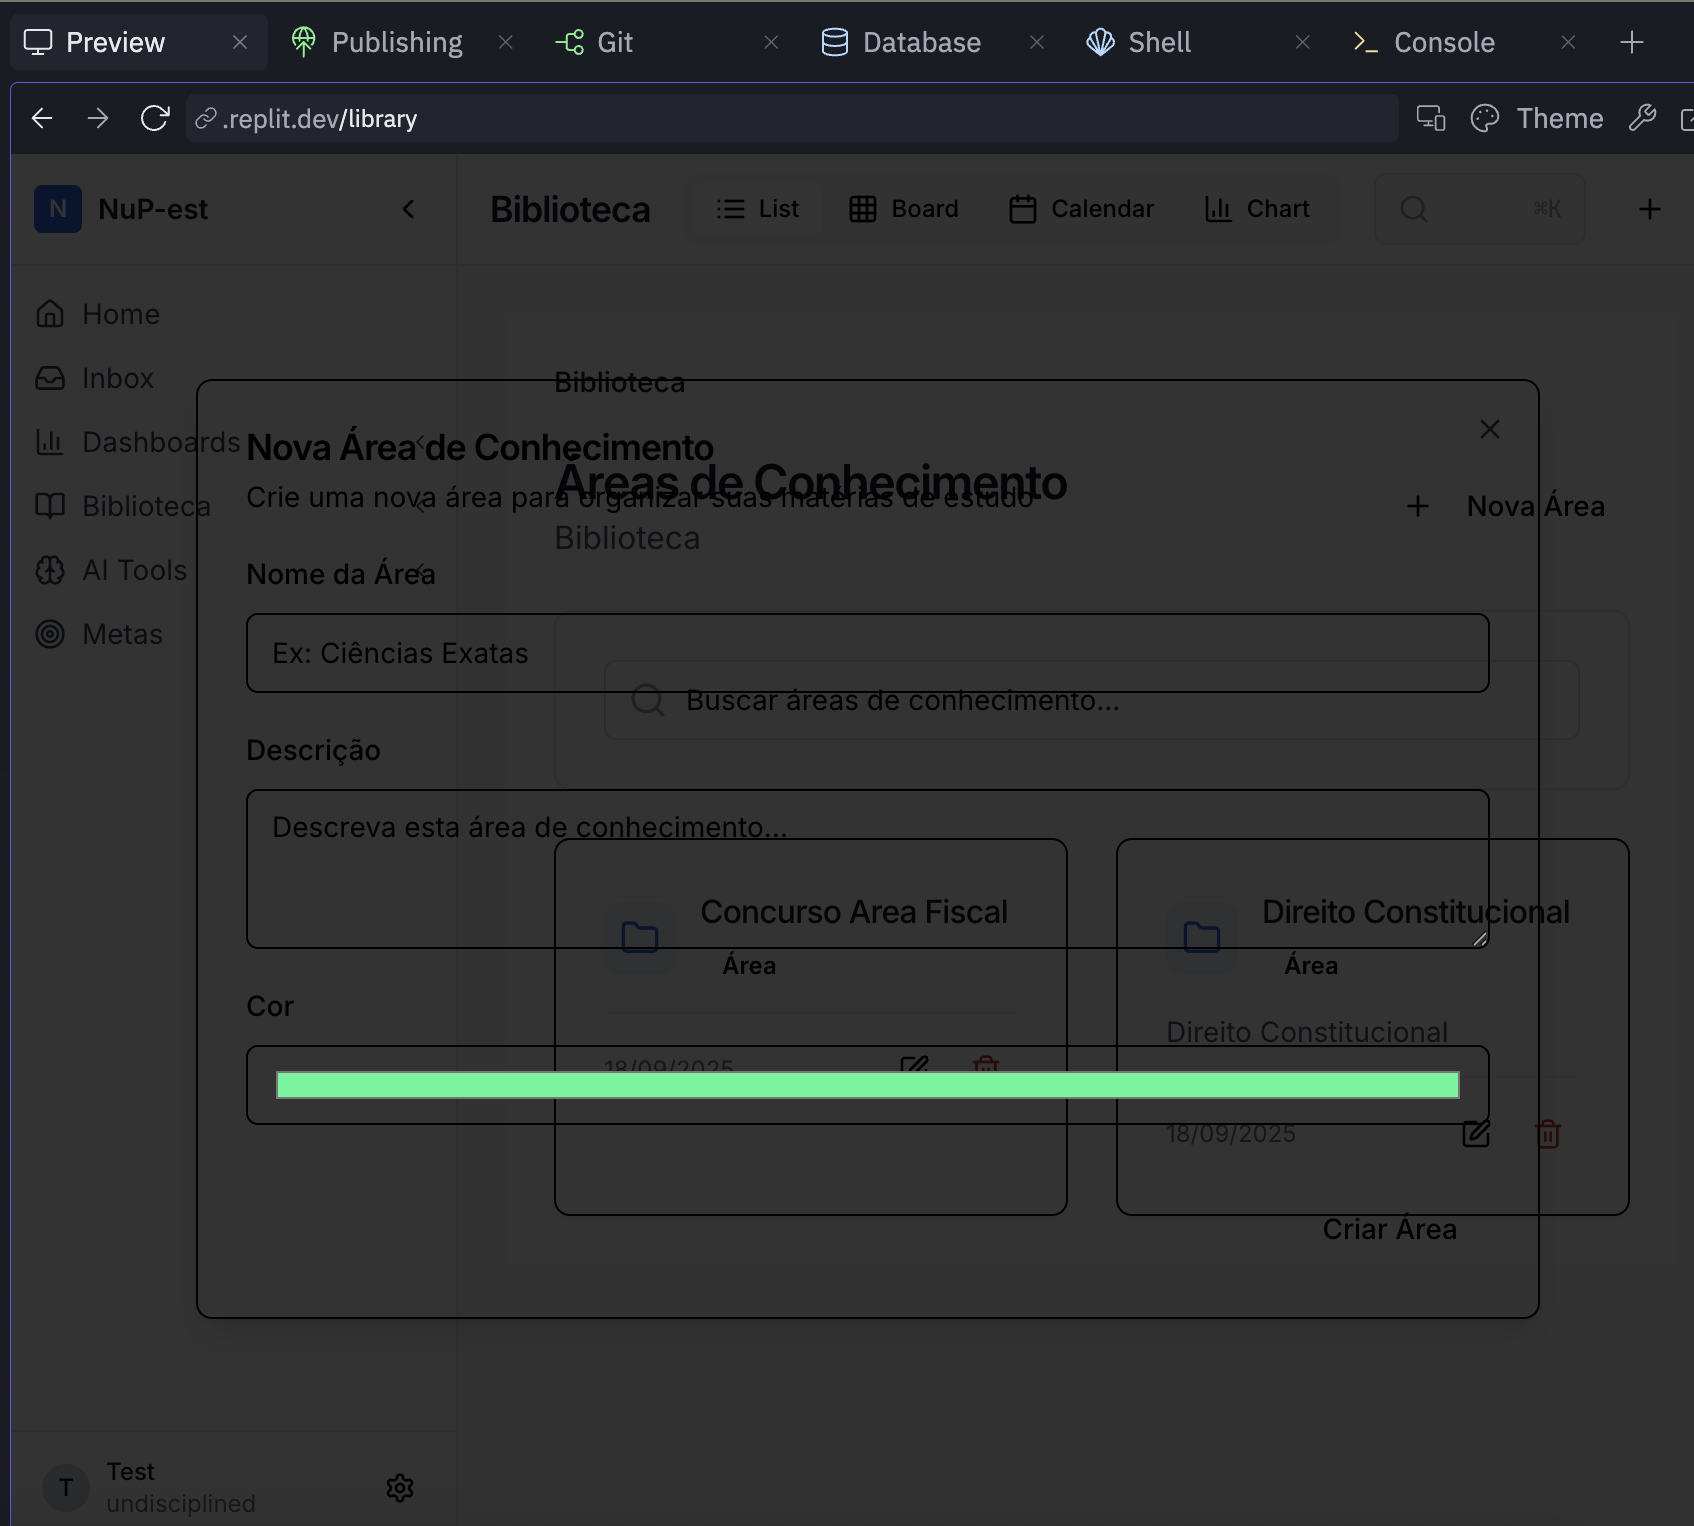 Preview
Publishing
Git
Database
Shell
Console
.replit.dev/library
Theme
N
NuP-est
Biblioteca
List
Board
Calendar
Chart
⌘K
Home
Inbox
Dashboards
Biblioteca
AI Tools
Metas
Biblioteca
Áreas de Conhecimento
Biblioteca
Nova Área
Buscar áreas de conhecimento...
Concurso Area Fiscal
Área
18/09/2025
Direito Constitucional
Área
Direito Constitucional
18/09/2025
Nova Área de Conhecimento
Crie uma nova área para organizar suas matérias de estudo
Nome da Área
Ex: Ciências Exatas
Descrição
Descreva esta área de conhecimento...
Cor
Criar Área
T
Test
undisciplined